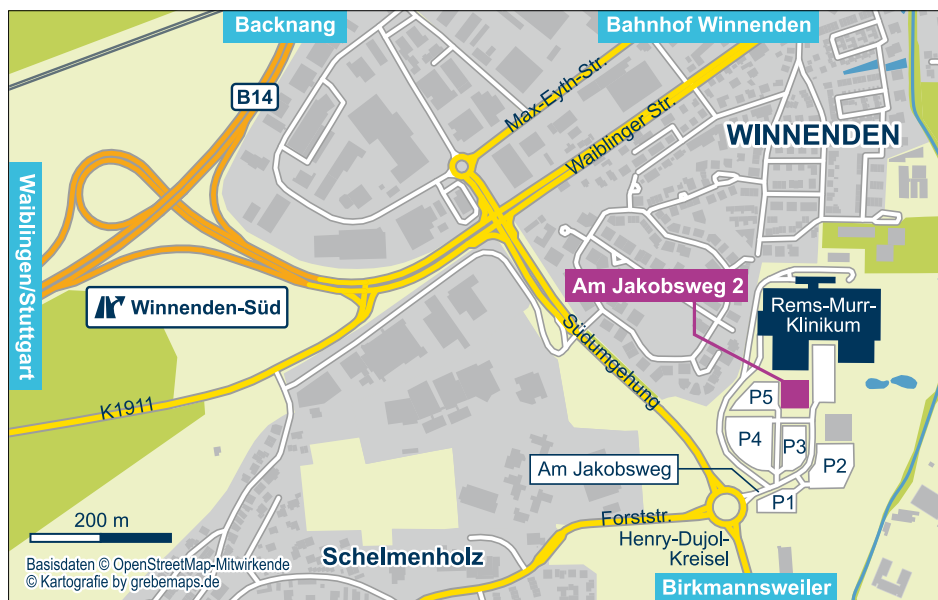 Backnang
Bahnhof Winnenden
B14
Max-Eyth-Str.
Waiblinger Str.
WINNENDEN
Waiblingen/Stuttgart
Am Jakobsweg 2
Rems-Murr-
Klinikum
Winnenden-Süd
Südumgehung
K1911
P5
P4
P3
P2
Am Jakobsweg
P1
200 m
Forststr.
Henry-Dujol-
Kreisel
Schelmenholz
Basisdaten © OpenStreetMap-Mitwirkende
© Kartografie by grebemaps.de
Birkmannsweiler